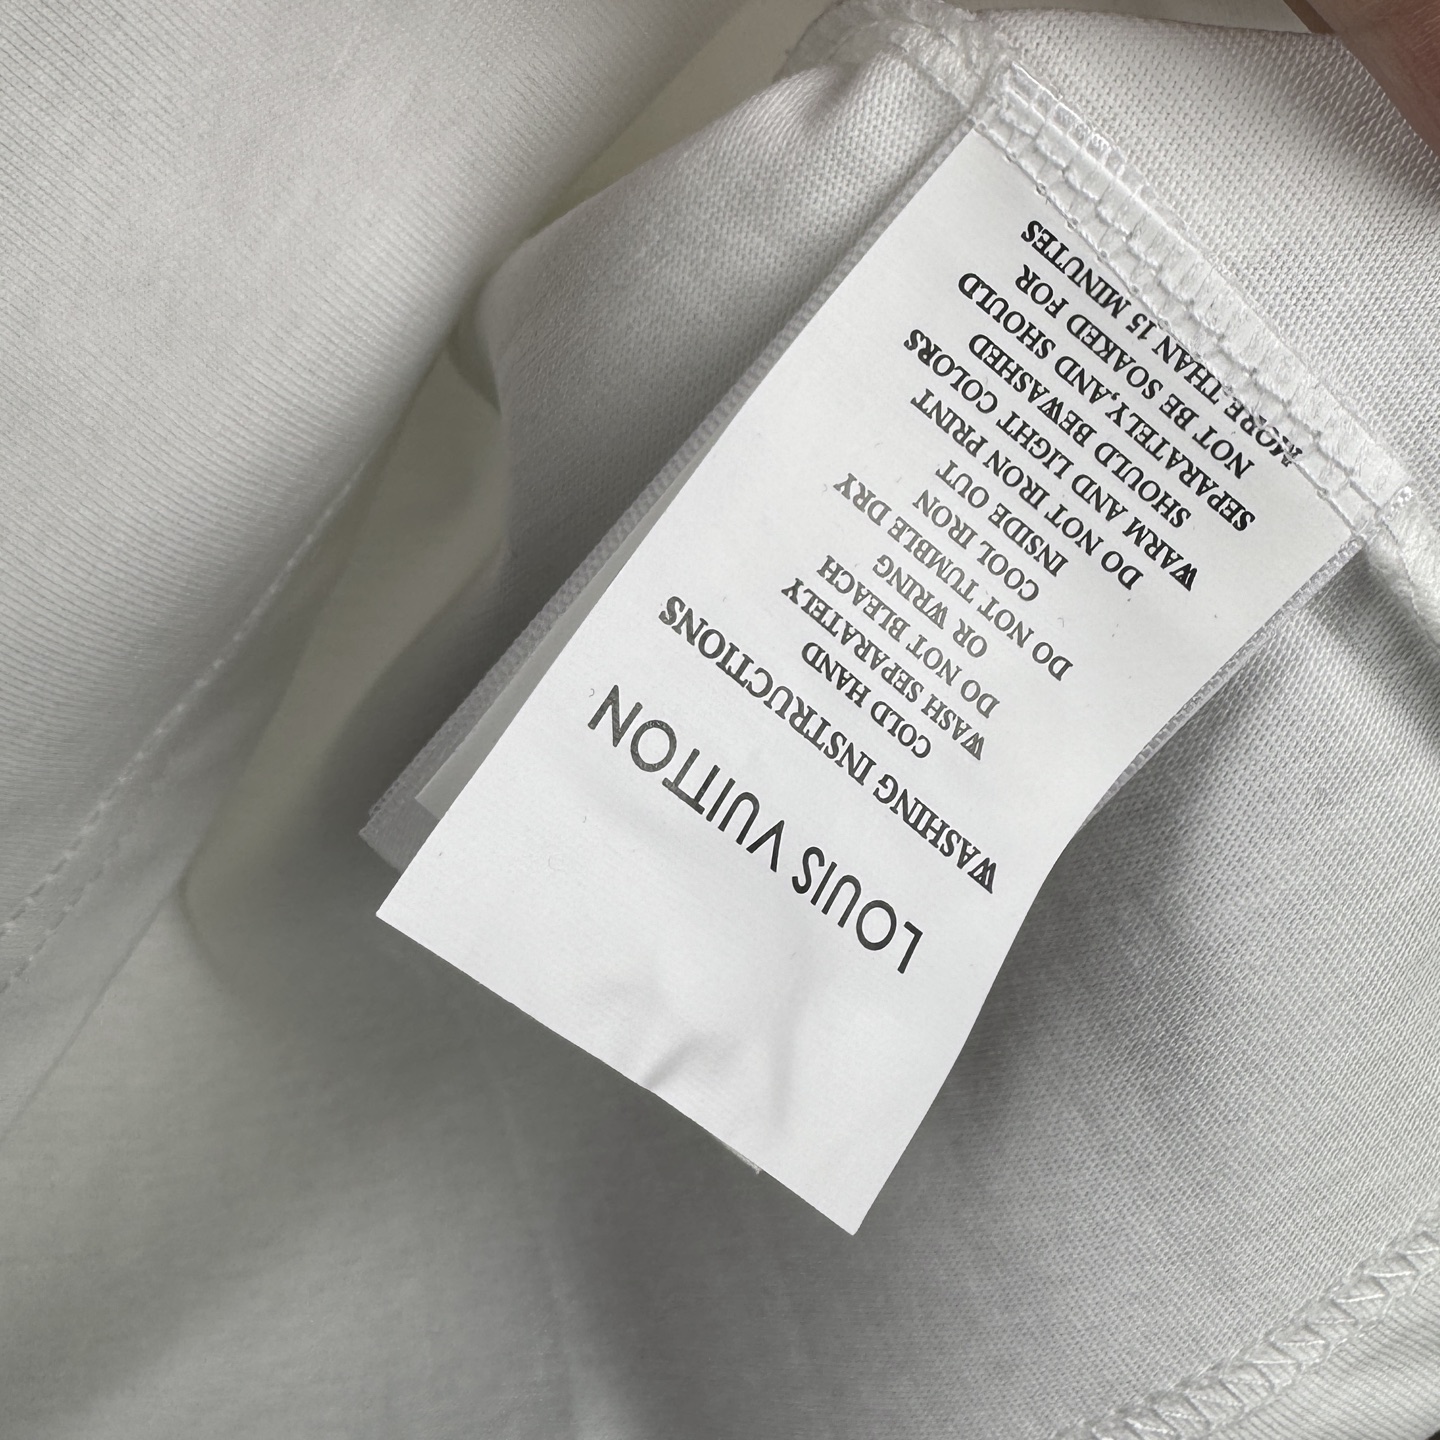 LOUIS VUITTON
WASHING INSTRUCTIONS
COLD HAND
WASH SEPARATELY
DO NOT BLEACH
OR WRING
DO NOT TUMBLE DRY
COOL IRON
INSIDE OUT
DO NOT IRON PRINT
WARM AND LIGHT COLORS
SHOULD BEWASHED
SEPARATELY,AND SHOULD
NOT BE SOAKED FOR
MORE THAN 15 MINUTES